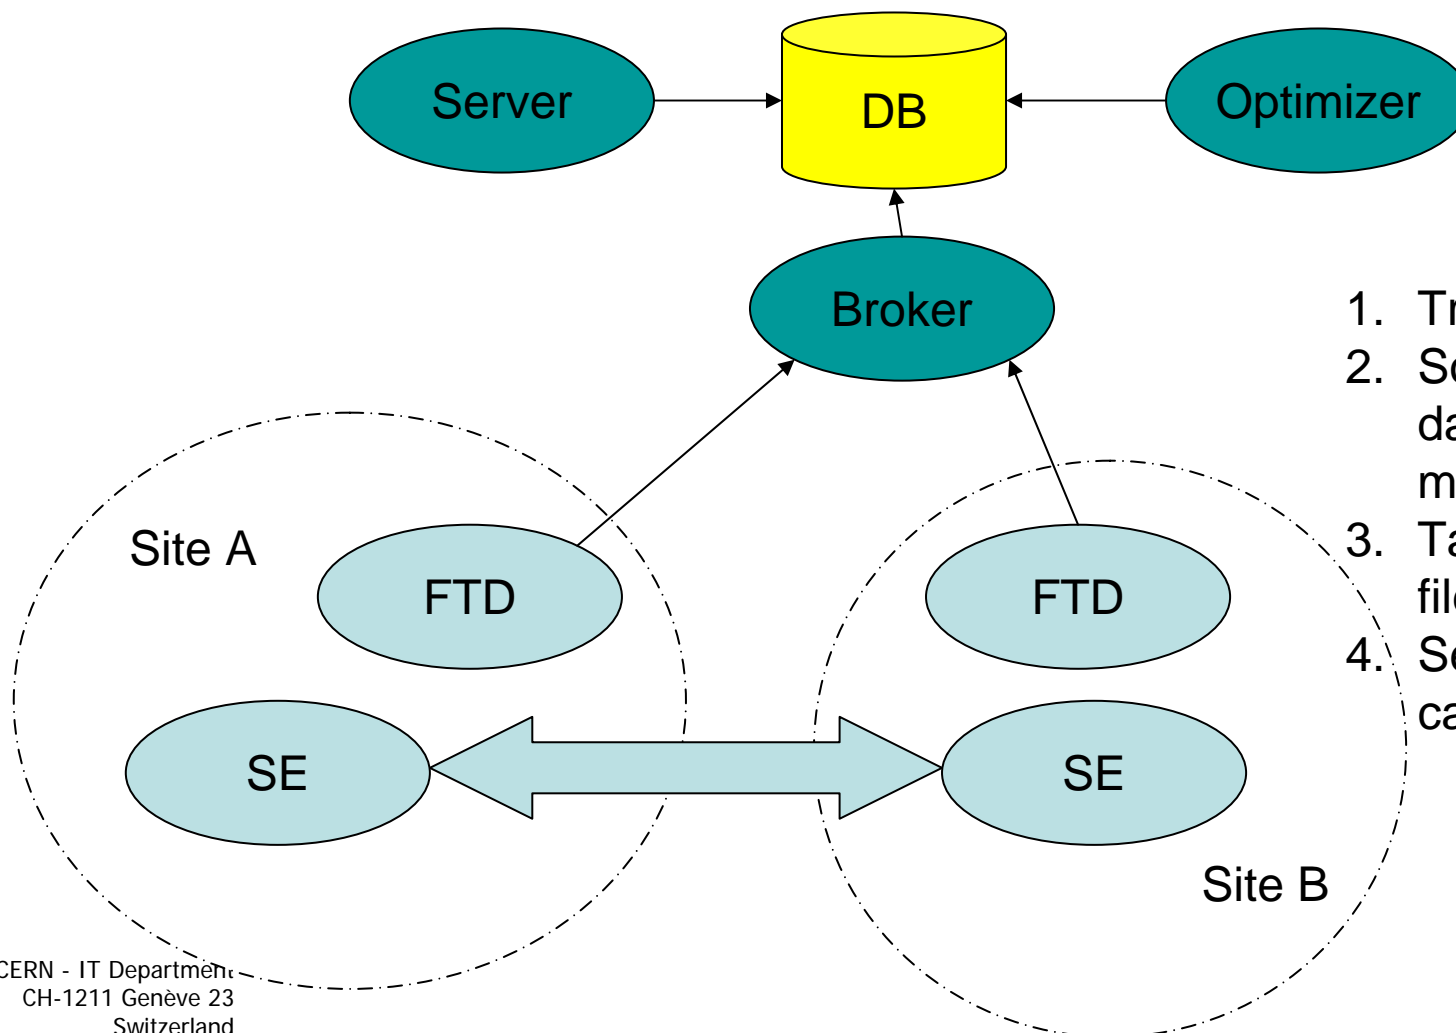 Server
DB
Optimizer
Broker
1.
2.
3.
4.
Site A
FTD
FTD
SE
SE
Site B
CERN - IT Department
CH-1211 Genève 23
Switzerland